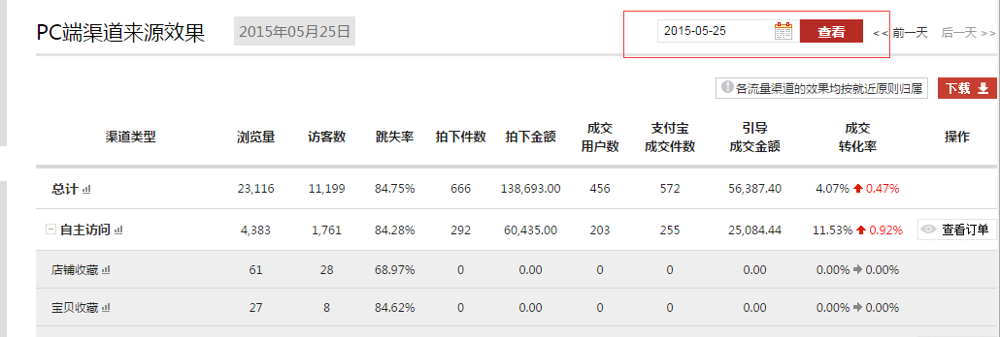 PC端渠道来源效果 2015年05月25日 2015-05-25 查看 << 前一天 后一天 >>
各流量渠道的效果均按就近原则归属 下载
渠道类型 浏览量 访客数 跳失率 拍下件数 拍下金额 成交用户数 支付宝成交件数 引导成交金额 成交转化率 操作
总计 23,116 11,199 84.75% 666 138,693.00 456 572 56,387.40 4.07% 0.47%
自主访问 4,383 1,761 84.28% 292 60,435.00 203 255 25,084.44 11.53% 0.92% 查看订单
店铺收藏 61 28 68.97% 0 0.00 0 0 0.00 0.00% 0.00%
宝贝收藏 27 8 84.62% 0 0.00 0 0 0.00 0.00% 0.00%